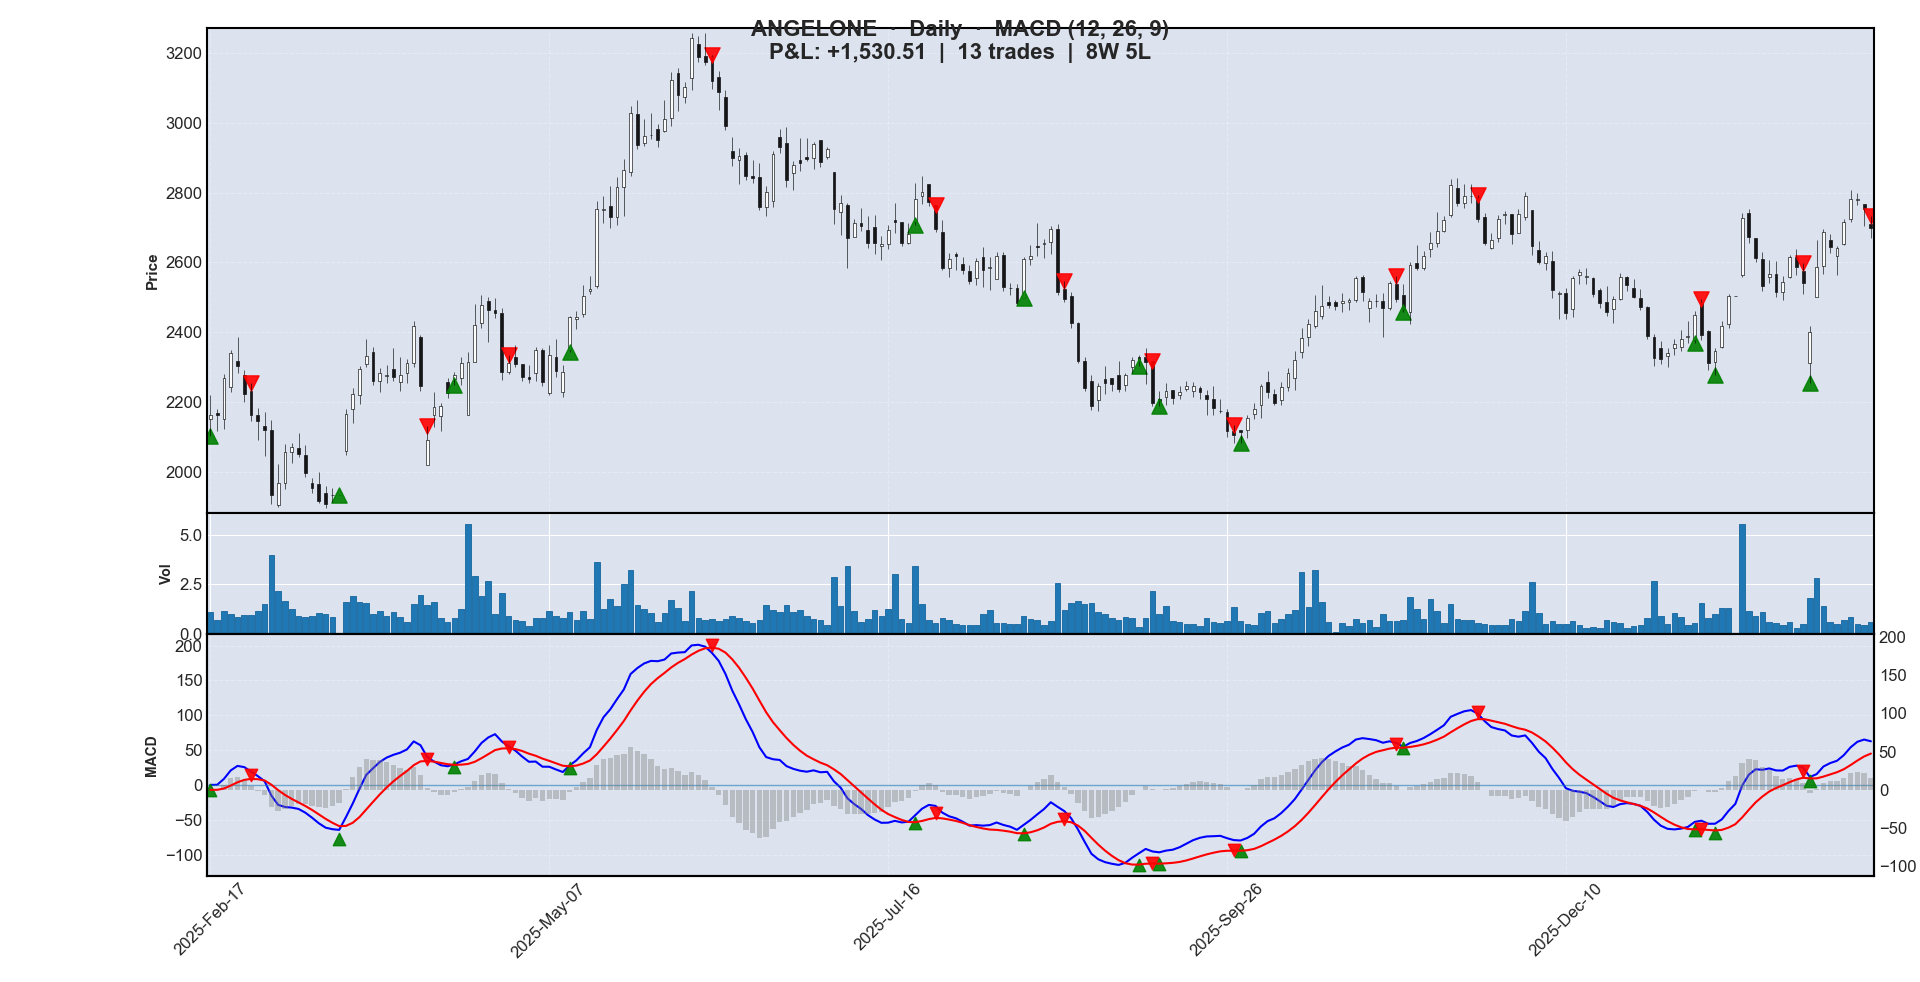 ANGELONE · Daily · MACD (12, 26, 9)
P&L: +1,530.51 | 13 trades | 8W 5L
3200
3000
2800
2600
2400
2200
2000
Price
5.0
2.5
0.0
Vol
200
150
100
50
0
−50
−100
MACD
200
150
100
50
0
−50
−100
2025-Feb-17
2025-May-07
2025-Jul-16
2025-Sep-26
2025-Dec-10